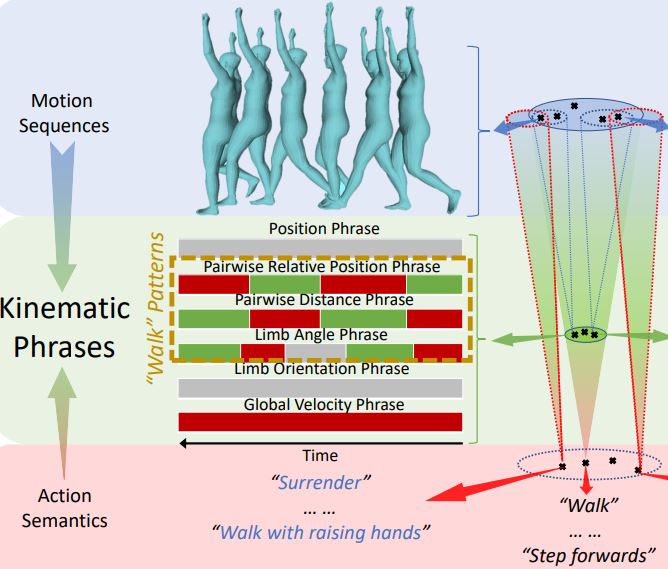 Motion
Sequences
Kinematic
Phrases
Action
Semantics
"Walk" Patterns
Position Phrase
Pairwise Relative Position Phrase
Pairwise Distance Phrase
Limb Angle Phrase
Limb Orientation Phrase
Global Velocity Phrase
Time
"Surrender"
... ...
"Walk with raising hands"
"Walk"
... ...
"Step forwards"